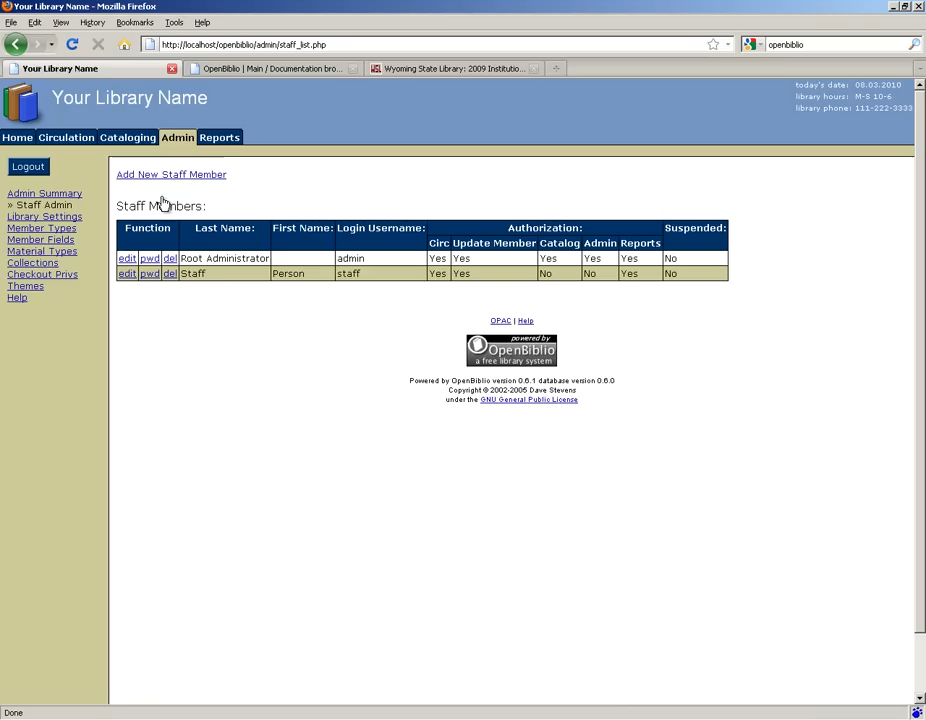 Your Library Name - Mozilla Firefox
File Edit View History Bookmarks Tools Help
http://localhost/openbiblio/admin/staff_list.php
openbiblio
Your Library Name
OpenBiblio | Main / Documentation bro...
Wyoming State Library: 2009 Institutio...
Your Library Name
today's date: 08.03.2010
library hours: M-S 10-6
library phone: 111-222-3333
Home Circulation Cataloging Admin Reports
Logout
Admin Summary
» Staff Admin
Library Settings
Member Types
Member Fields
Material Types
Collections
Checkout Privs
Themes
Help
Add New Staff Member
Staff Members:
Function Last Name: First Name: Login Username: Authorization: Suspended:
Circ Update Member Catalog Admin Reports
edit pwd del Root Administrator admin Yes Yes Yes Yes Yes No
edit pwd del Staff Person staff Yes Yes No No Yes No
OPAC | Help
powered by
OpenBiblio
a free library system
Powered by OpenBiblio version 0.6.1 database version 0.6.0
Copyright © 2002-2005 Dave Stevens
under the GNU General Public License
Done